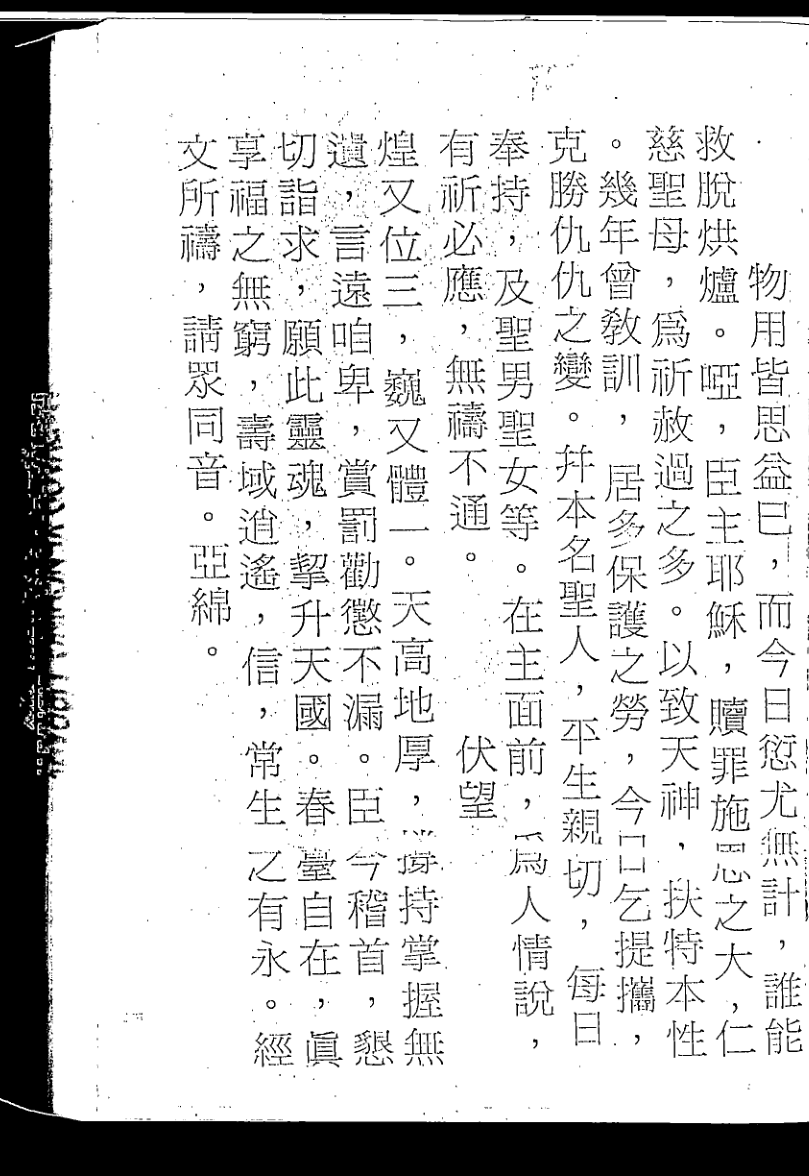 物用皆思益巳，而今日愆尤無計，誰能
救脫烘爐。啞，臣主耶穌，贖罪施恩之大，仁
慈聖母，爲祈赦過之多。以致天神，扶特本性
。幾年曾敎訓，居多保護之勞，今日乞提攜，
克勝仇仇之變。幷本名聖人，平生親切，每日
奉持，及聖男聖女等。在主面前，爲人情說，
有祈必應，無禱不通。。伏望
煌又位三，巍又體一。天高地厚，持掌握無
遺，言遠咱卑，賞罰勸懲不漏。臣今稽首，懇
切詣求，願此靈魂，挈升天國。春臺自在，眞
享福之無窮，壽域逍遙，信，常生之有永。經
文所禱，請眾同音。亞綿。